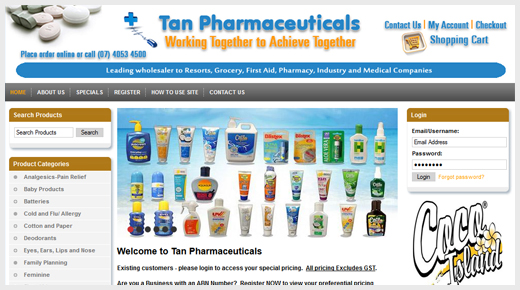 Tan Pharmaceuticals
Working Together to Achieve Together
Place order online or call (07) 4053 4500
Contact Us | My Account | Checkout
Shopping Cart
Leading wholesaler to Resorts, Grocery, First Aid, Pharmacy, Industry and Medical Companies
HOME ABOUT US SPECIALS REGISTER HOW TO USE SITE CONTACT US
Search Products
Search Products Search
Product Categories
Analgesics-Pain Relief
Baby Products
Batteries
Cold and Flu/ Allergy
Cotton and Paper
Deodorants
Eyes, Ears, Lips and Nose
Family Planning
Feminine
Welcome to Tan Pharmaceuticals
Existing customers - please login to access your special pricing. All pricing Excludes GST.
Are you a Business with an ABN Number? Register NOW to view your preferential pricing
Login
Email/Username:
Email Address
Password:
Login Forgot password?
Coco
Island